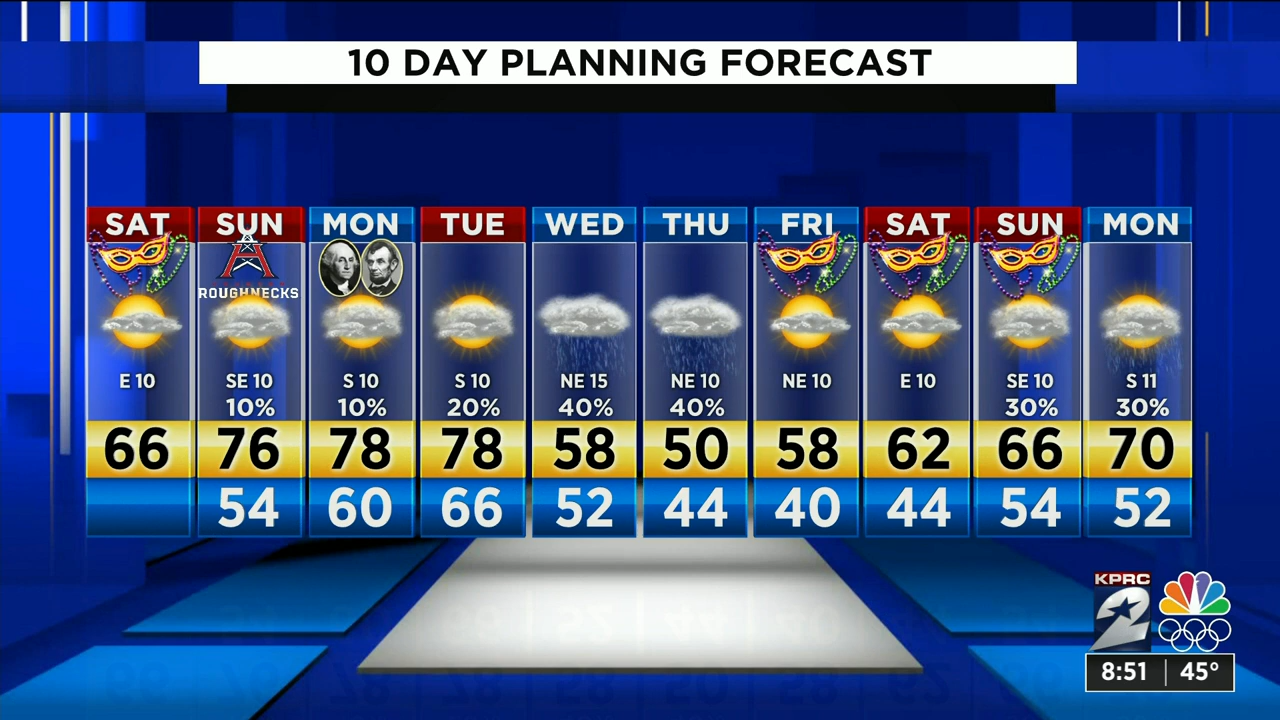 10 DAY PLANNING FORECAST
SAT SUN MON TUE WED THU FRI SAT SUN MON
ROUGHNECKS
E 10 SE 10 S 10 S 10 NE 15 NE 10 NE 10 E 10 SE 10 S 11
10% 10% 20% 40% 40% 30% 30%
66 76 78 78 58 50 58 62 66 70
54 60 66 52 44 40 44 54 52
KPRC
2
8:51 45°